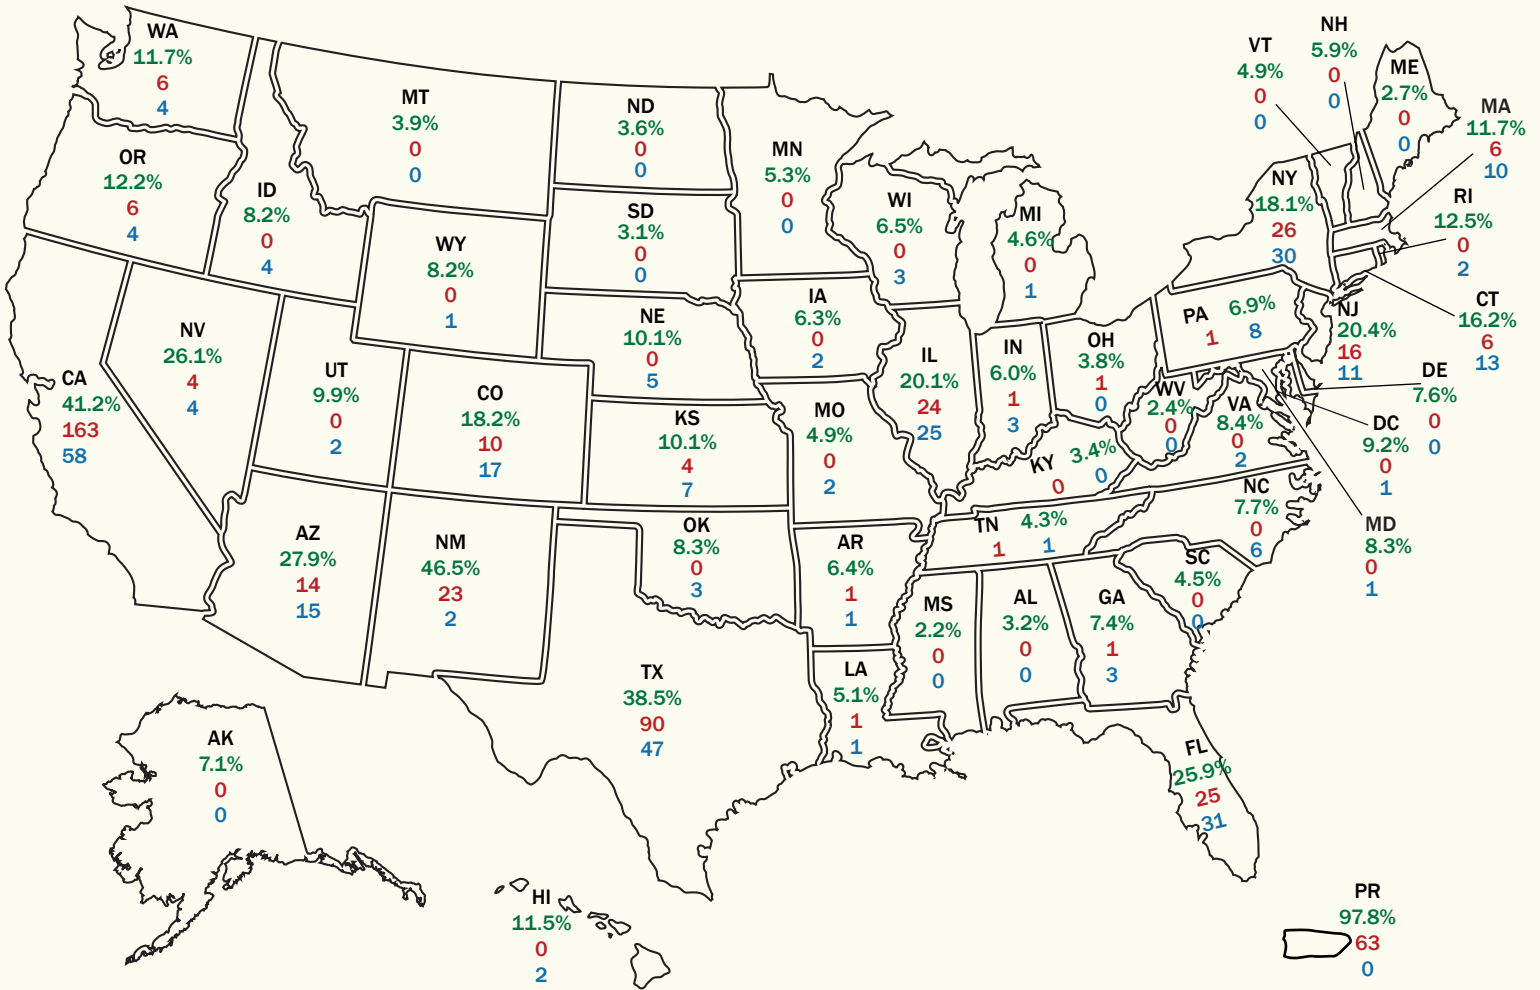 WA
11.7%
6
4
OR
12.2%
6
4
CA
41.2%
163
58
ID
8.2%
0
4
NV
26.1%
4
4
MT
3.9%
0
0
WY
8.2%
0
1
UT
9.9%
0
2
CO
18.2%
10
17
AZ
27.9%
14
15
NM
46.5%
23
2
ND
3.6%
0
0
SD
3.1%
0
0
NE
10.1%
0
5
KS
10.1%
4
7
OK
8.3%
0
3
TX
38.5%
90
47
MN
5.3%
0
0
IA
6.3%
0
2
MO
4.9%
0
2
AR
6.4%
1
1
LA
5.1%
1
1
WI
6.5%
0
3
IL
20.1%
24
25
MI
4.6%
0
1
IN
6.0%
1
3
OH
3.8%
1
0
KY 3.4%
0 0
TN 4.3%
1 1
MS
2.2%
0
0
AL
3.2%
0
0
GA
7.4%
1
3
FL
25.9%
25
31
SC
4.5%
0
0
NC
7.7%
0
6
WV
2.4%
0
0
VA
8.4%
0
2
PA 6.9%
1 8
NY
18.1%
26
30
VT
4.9%
0
0
NH
5.9%
0
0
ME
2.7%
0
0
MA
11.7%
6
10
RI
12.5%
0
2
CT
16.2%
6
13
NJ
20.4%
16
11
DE
7.6%
0
0
DC
9.2%
0
1
MD
8.3%
0
1
AK
7.1%
0
0
HI
11.5%
0
2
PR
97.8%
63
0